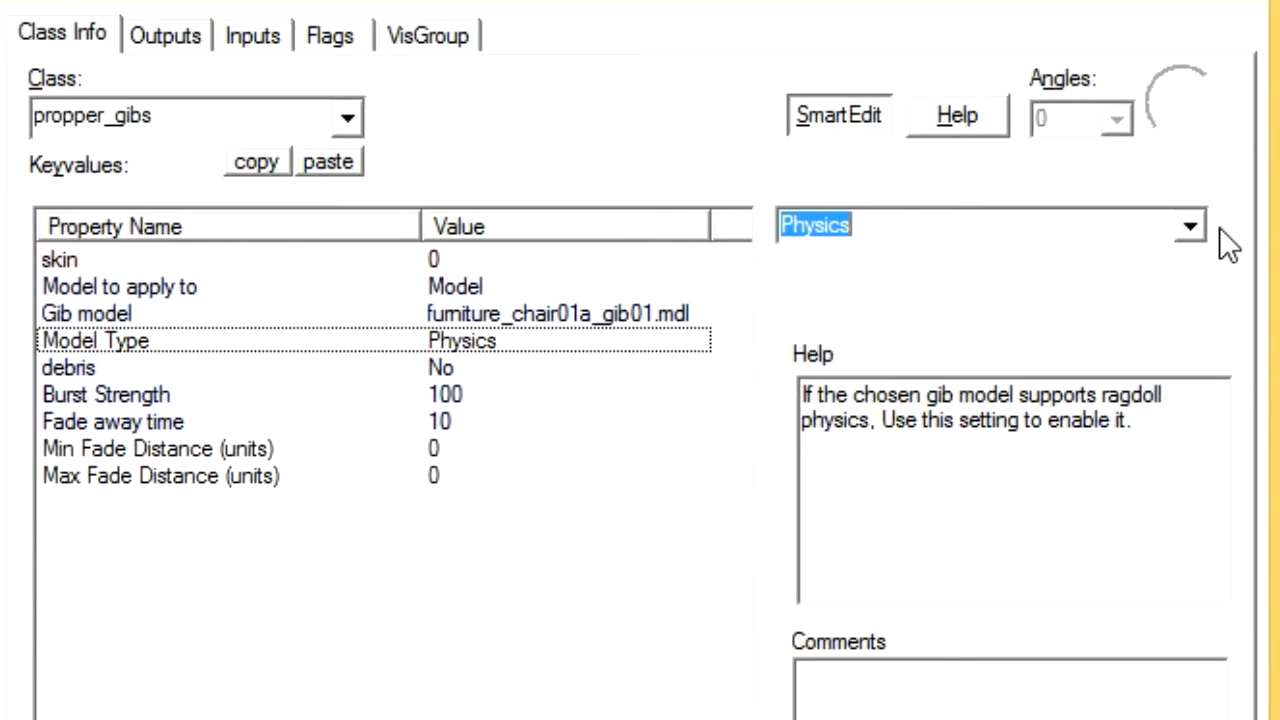 Class Info Outputs Inputs Flags VisGroup
Class:
Angles:
propper_gibs
SmartEdit
Help
0
Keyvalues:
copy
paste
Property Name Value
Physics
skin 0
Model to apply to Model
Gib model furniture_chair01a_gib01.mdl
Model Type Physics
debris No
Burst Strength 100
Fade away time 10
Min Fade Distance (units) 0
Max Fade Distance (units) 0
Help
If the chosen gib model supports ragdoll
physics, Use this setting to enable it.
Comments